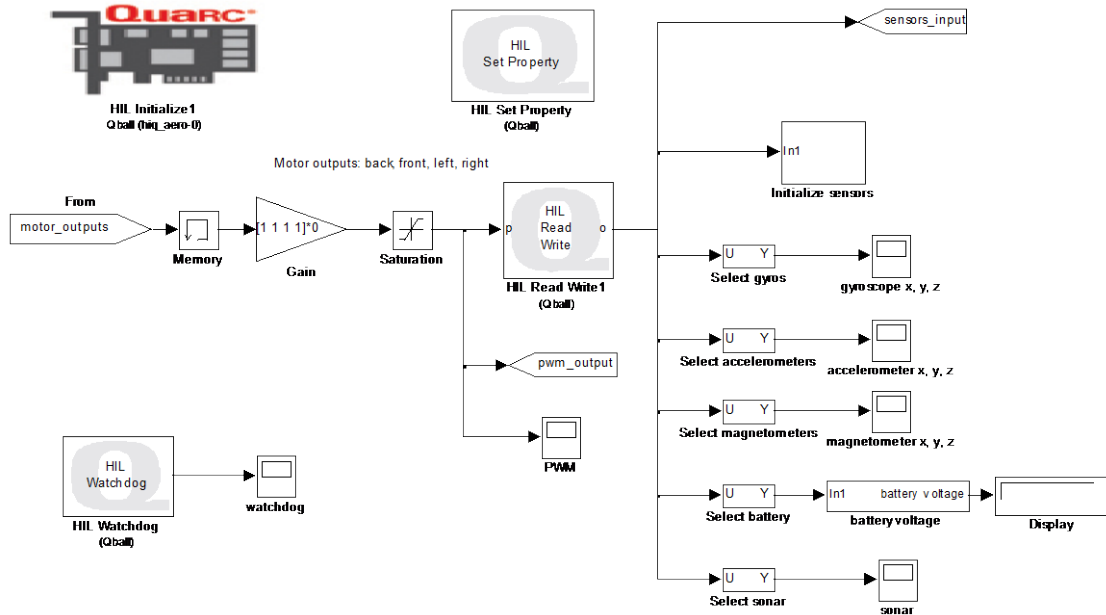 QUARC
HIL Initialize1
Qball (hiq_aero-0)
HIL
Set Property
HIL Set Property
(Qball)
sensors_input
In1
Initialize sensors
Motor outputs: back, front, left, right
From
motor_outputs
Memory
[1 1 1 1]*0
Gain
Saturation
p
HIL
Read
Write
o
HIL Read Write1
(Qball)
U Y
Select gyros
gyroscope x, y, z
U Y
Select accelerometers
accelerometer x, y, z
pwm_output
U Y
Select magnetometers
magnetometer x, y, z
PWM
HIL
Watchdog
HIL Watchdog
(Qball)
watchdog
U Y
Select battery
In1 battery voltage
battery voltage
Display
U Y
Select sonar
sonar